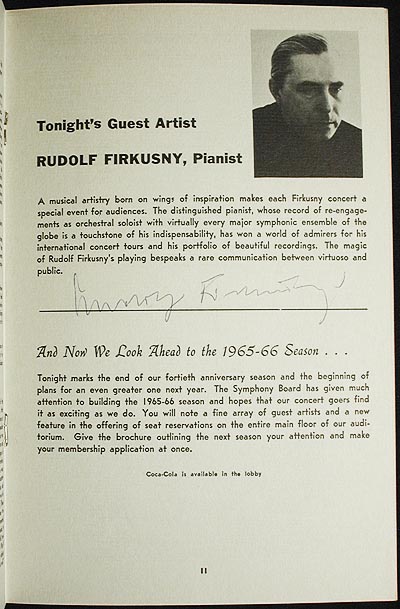 Tonight's Guest Artist
RUDOLF FIRKUSNY, Pianist
A musical artistry born on wings of inspiration makes each Firkusny concert a
special event for audiences. The distinguished pianist, whose record of re-engage-
ments as orchestral soloist with virtually every major symphonic ensemble of the
globe is a touchstone of his indispensability, has won a world of admirers for his
international concert tours and his portfolio of beautiful recordings. The magic
of Rudolf Firkusny's playing bespeaks a rare communication between virtuoso and
public.
Rudolf Firkušný
And Now We Look Ahead to the 1965-66 Season . . .
Tonight marks the end of our fortieth anniversary season and the beginning of
plans for an even greater one next year. The Symphony Board has given much
attention to building the 1965-66 season and hopes that our concert goers find
it as exciting as we do. You will note a fine array of guest artists and a new
feature in the offering of seat reservations on the entire main floor of our audi-
torium. Give the brochure outlining the next season your attention and make
your membership application at once.
Coca-Cola is available in the lobby
11